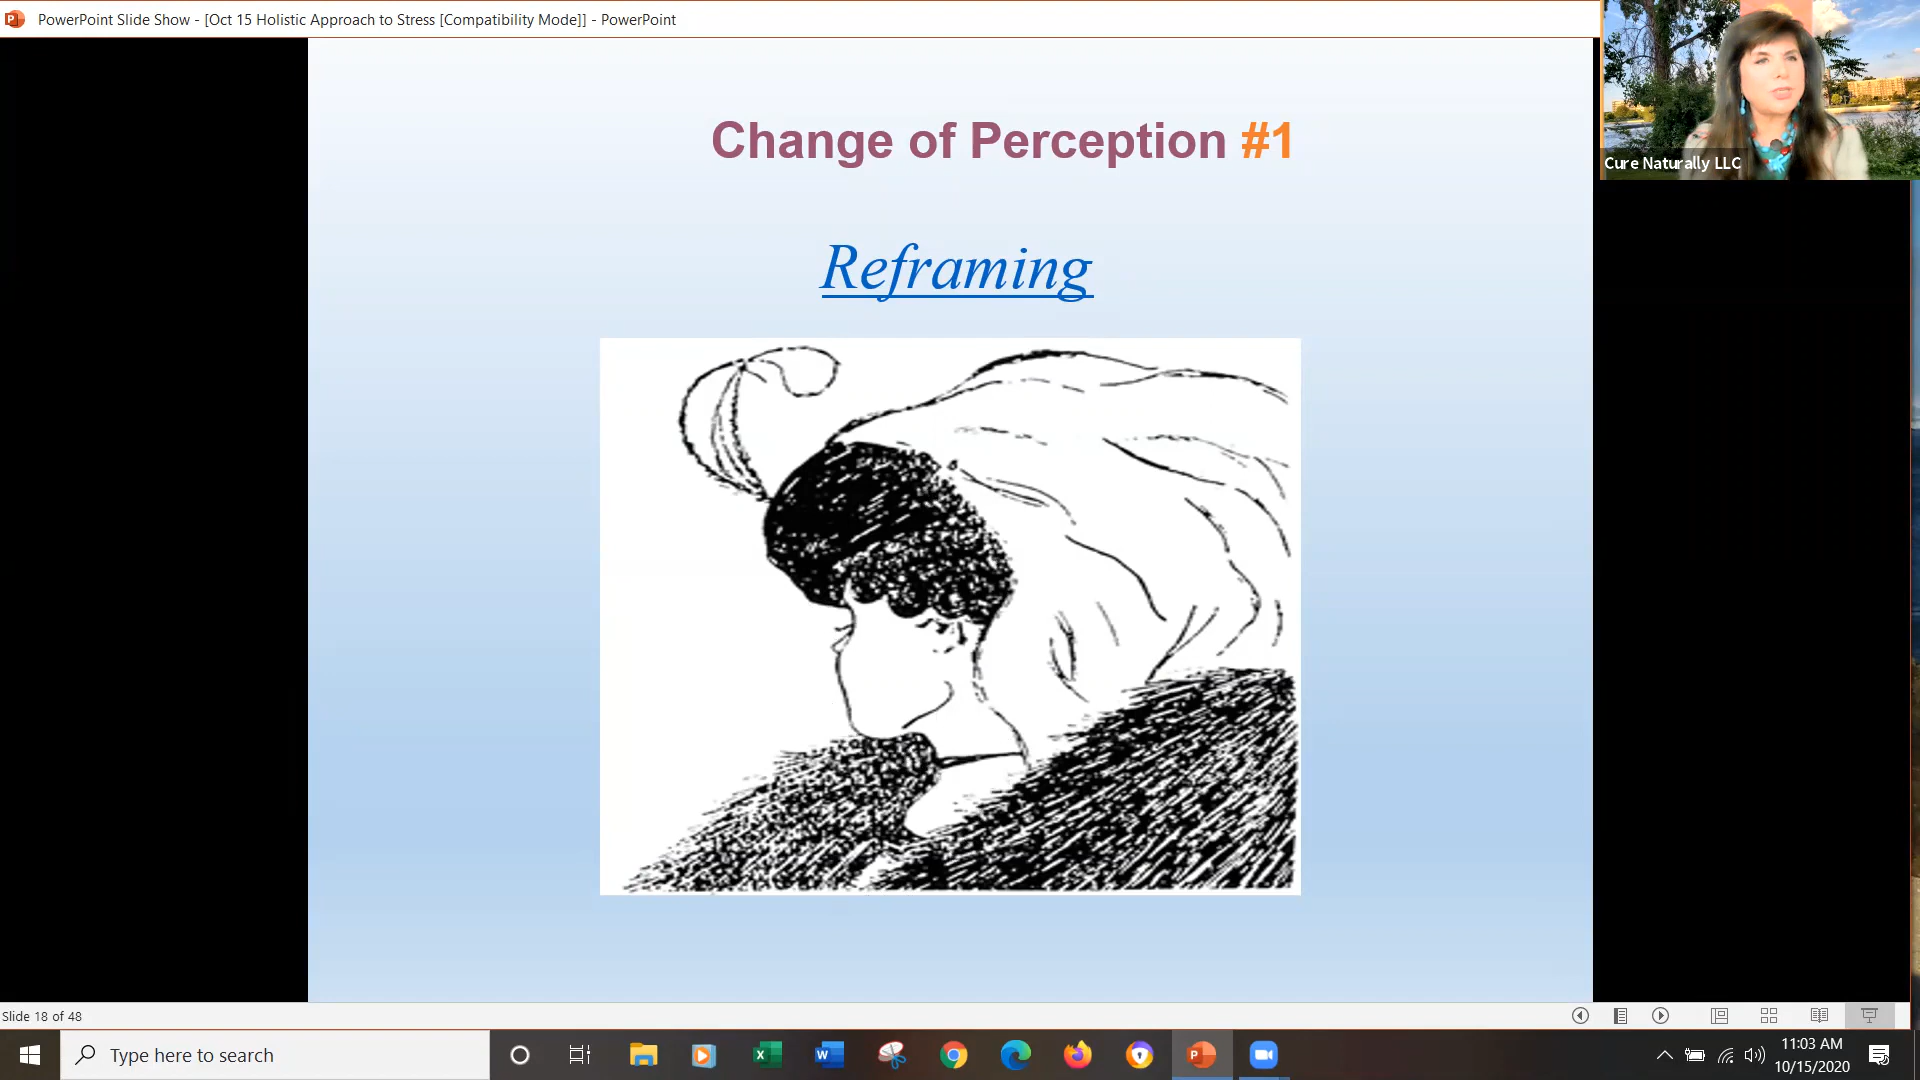 PowerPoint Slide Show - [Oct 15 Holistic Approach to Stress [Compatibility Mode]] - PowerPoint
Change of Perception #1
Cure Naturally LLC
Reframing
Slide 18 of 48
Type here to search
11:03 AM
10/15/2020